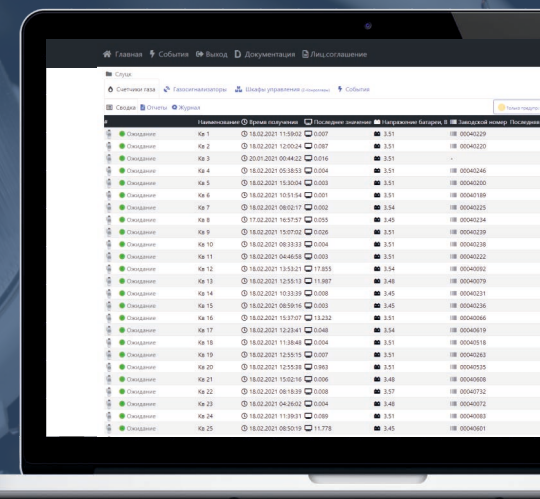 Главная События Выход Документация Лиц.соглашение
Слуцк
Счетчики газа Газосигнализаторы Шкафы управления Событие
Сводка Отчеты Журнал
# Наименование Время получения Последнее значение Напряжение батареи, В Заводской номер Последнее
Ожидание Кв 1 18.02.2021 11:59:02 0.007 3.51 00040229
Ожидание Кв 2 18.02.2021 12:00:24 0.087 3.51 00040220
Ожидание Кв 3 20.01.2021 00:44:22 0.016 3.51 -
Ожидание Кв 4 18.02.2021 05:38:53 0.004 3.51 00040246
Ожидание Кв 5 18.02.2021 15:30:04 0.003 3.51 00040200
Ожидание Кв 6 18.02.2021 10:51:54 0.001 3.51 00040189
Ожидание Кв 7 18.02.2021 08:02:17 0.002 3.54 00040225
Ожидание Кв 8 17.02.2021 16:57:57 0.055 3.45 00040234
Ожидание Кв 9 18.02.2021 15:07:02 0.026 3.51 00040239
Ожидание Кв 10 18.02.2021 09:33:33 0.004 3.51 00040238
Ожидание Кв 11 18.02.2021 04:46:58 0.003 3.51 00040222
Ожидание Кв 12 18.02.2021 13:53:21 17.855 3.54 00040092
Ожидание Кв 13 18.02.2021 12:55:13 11.987 3.48 00040079
Ожидание Кв 14 18.02.2021 10:33:39 0.008 3.45 00040231
Ожидание Кв 15 18.02.2021 08:59:16 0.003 3.45 00040236
Ожидание Кв 16 18.02.2021 15:37:07 13.232 3.51 00040066
Ожидание Кв 17 18.02.2021 12:23:41 0.048 3.54 00040619
Ожидание Кв 18 18.02.2021 11:38:48 0.004 3.51 00040518
Ожидание Кв 19 18.02.2021 12:55:15 0.007 3.51 00040263
Ожидание Кв 20 18.02.2021 12:55:38 0.963 3.51 00040535
Ожидание Кв 21 18.02.2021 15:02:16 0.006 3.48 00040608
Ожидание Кв 22 18.02.2021 08:18:39 0.008 3.57 00040732
Ожидание Кв 23 18.02.2021 04:26:02 0.004 3.48 00040072
Ожидание Кв 24 18.02.2021 11:39:31 0.089 3.51 00040083
Ожидание Кв 25 18.02.2021 08:50:19 11.778 3.45 00040601